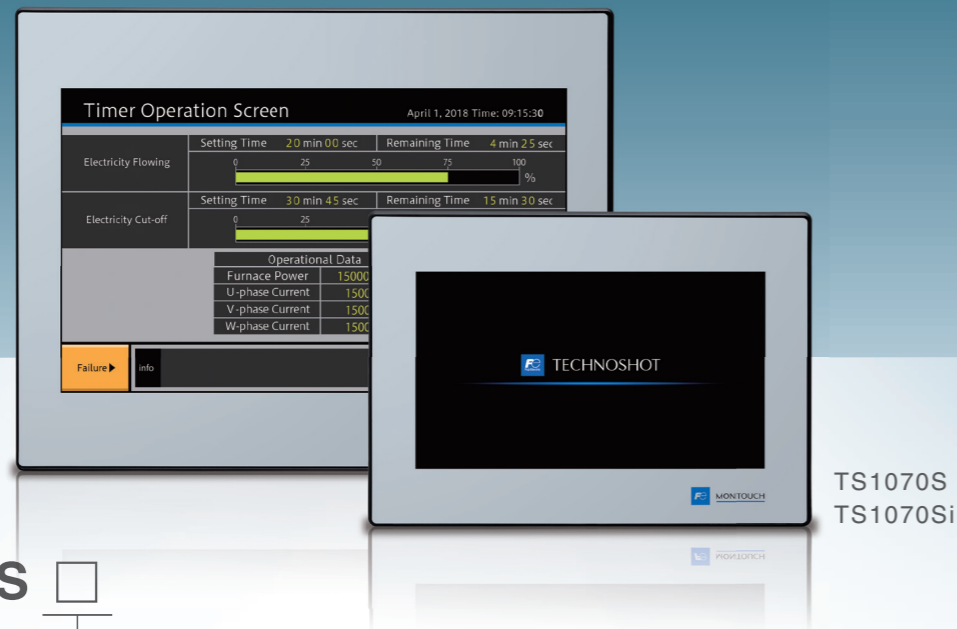 Timer Operation Screen
April 1, 2018 Time: 09:15:30
Electricity Flowing
Setting Time 20 min 00 sec Remaining Time 4 min 25 sec
0 25 50 75 100
%
Electricity Cut-off
Setting Time 30 min 45 sec Remaining Time 15 min 30 sec
0 25
Operational Data
Furnace Power 15000
U-phase Current 1500
V-phase Current 1500
W-phase Current 1500
Failure▶ info
Fe TECHNOSHOT
Fe MONTOUCH
TS1070S
TS1070Si
S □